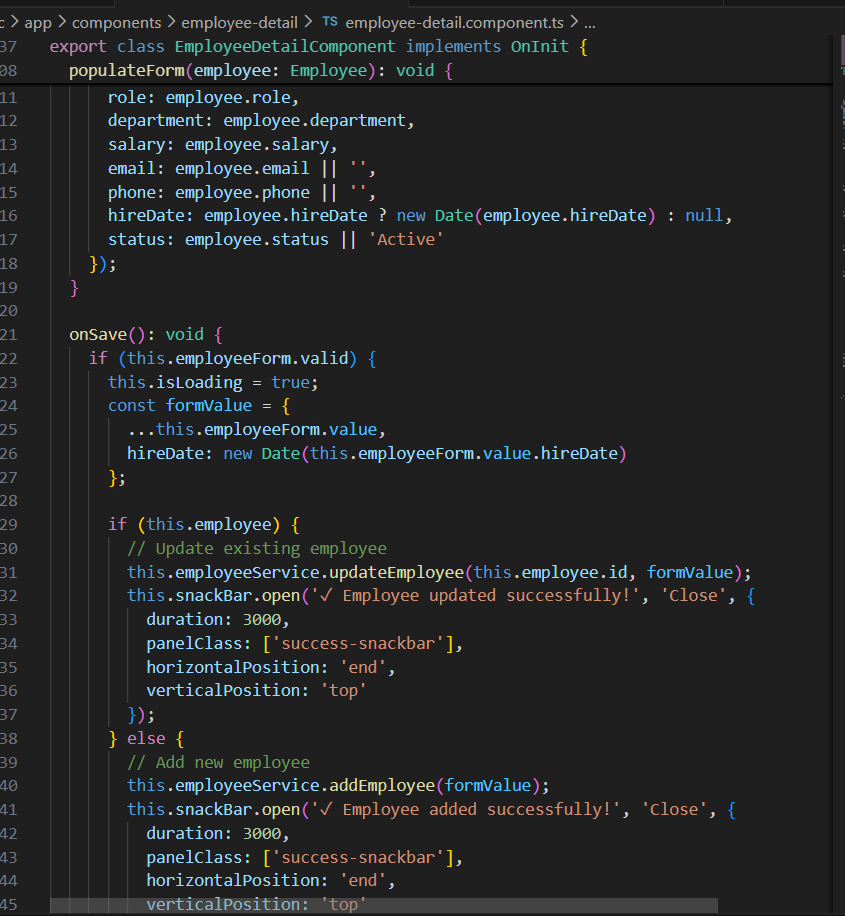 c > app > components > employee-detail > TS employee-detail.component.ts > ...
37 export class EmployeeDetailComponent implements OnInit {
08 populateForm(employee: Employee): void {
11 role: employee.role,
12 department: employee.department,
13 salary: employee.salary,
14 email: employee.email || '',
15 phone: employee.phone || '',
16 hireDate: employee.hireDate ? new Date(employee.hireDate) : null,
17 status: employee.status || 'Active'
18 });
19 }
20
21 onSave(): void {
22 if (this.employeeForm.valid) {
23 this.isLoading = true;
24 const formValue = {
25 ...this.employeeForm.value,
26 hireDate: new Date(this.employeeForm.value.hireDate)
27 };
28
29 if (this.employee) {
30 // Update existing employee
31 this.employeeService.updateEmployee(this.employee.id, formValue);
32 this.snackBar.open('✓ Employee updated successfully!', 'Close', {
33 duration: 3000,
34 panelClass: ['success-snackbar'],
35 horizontalPosition: 'end',
36 verticalPosition: 'top'
37 });
38 } else {
39 // Add new employee
40 this.employeeService.addEmployee(formValue);
41 this.snackBar.open('✓ Employee added successfully!', 'Close', {
42 duration: 3000,
43 panelClass: ['success-snackbar'],
44 horizontalPosition: 'end',
45 verticalPosition: 'top'